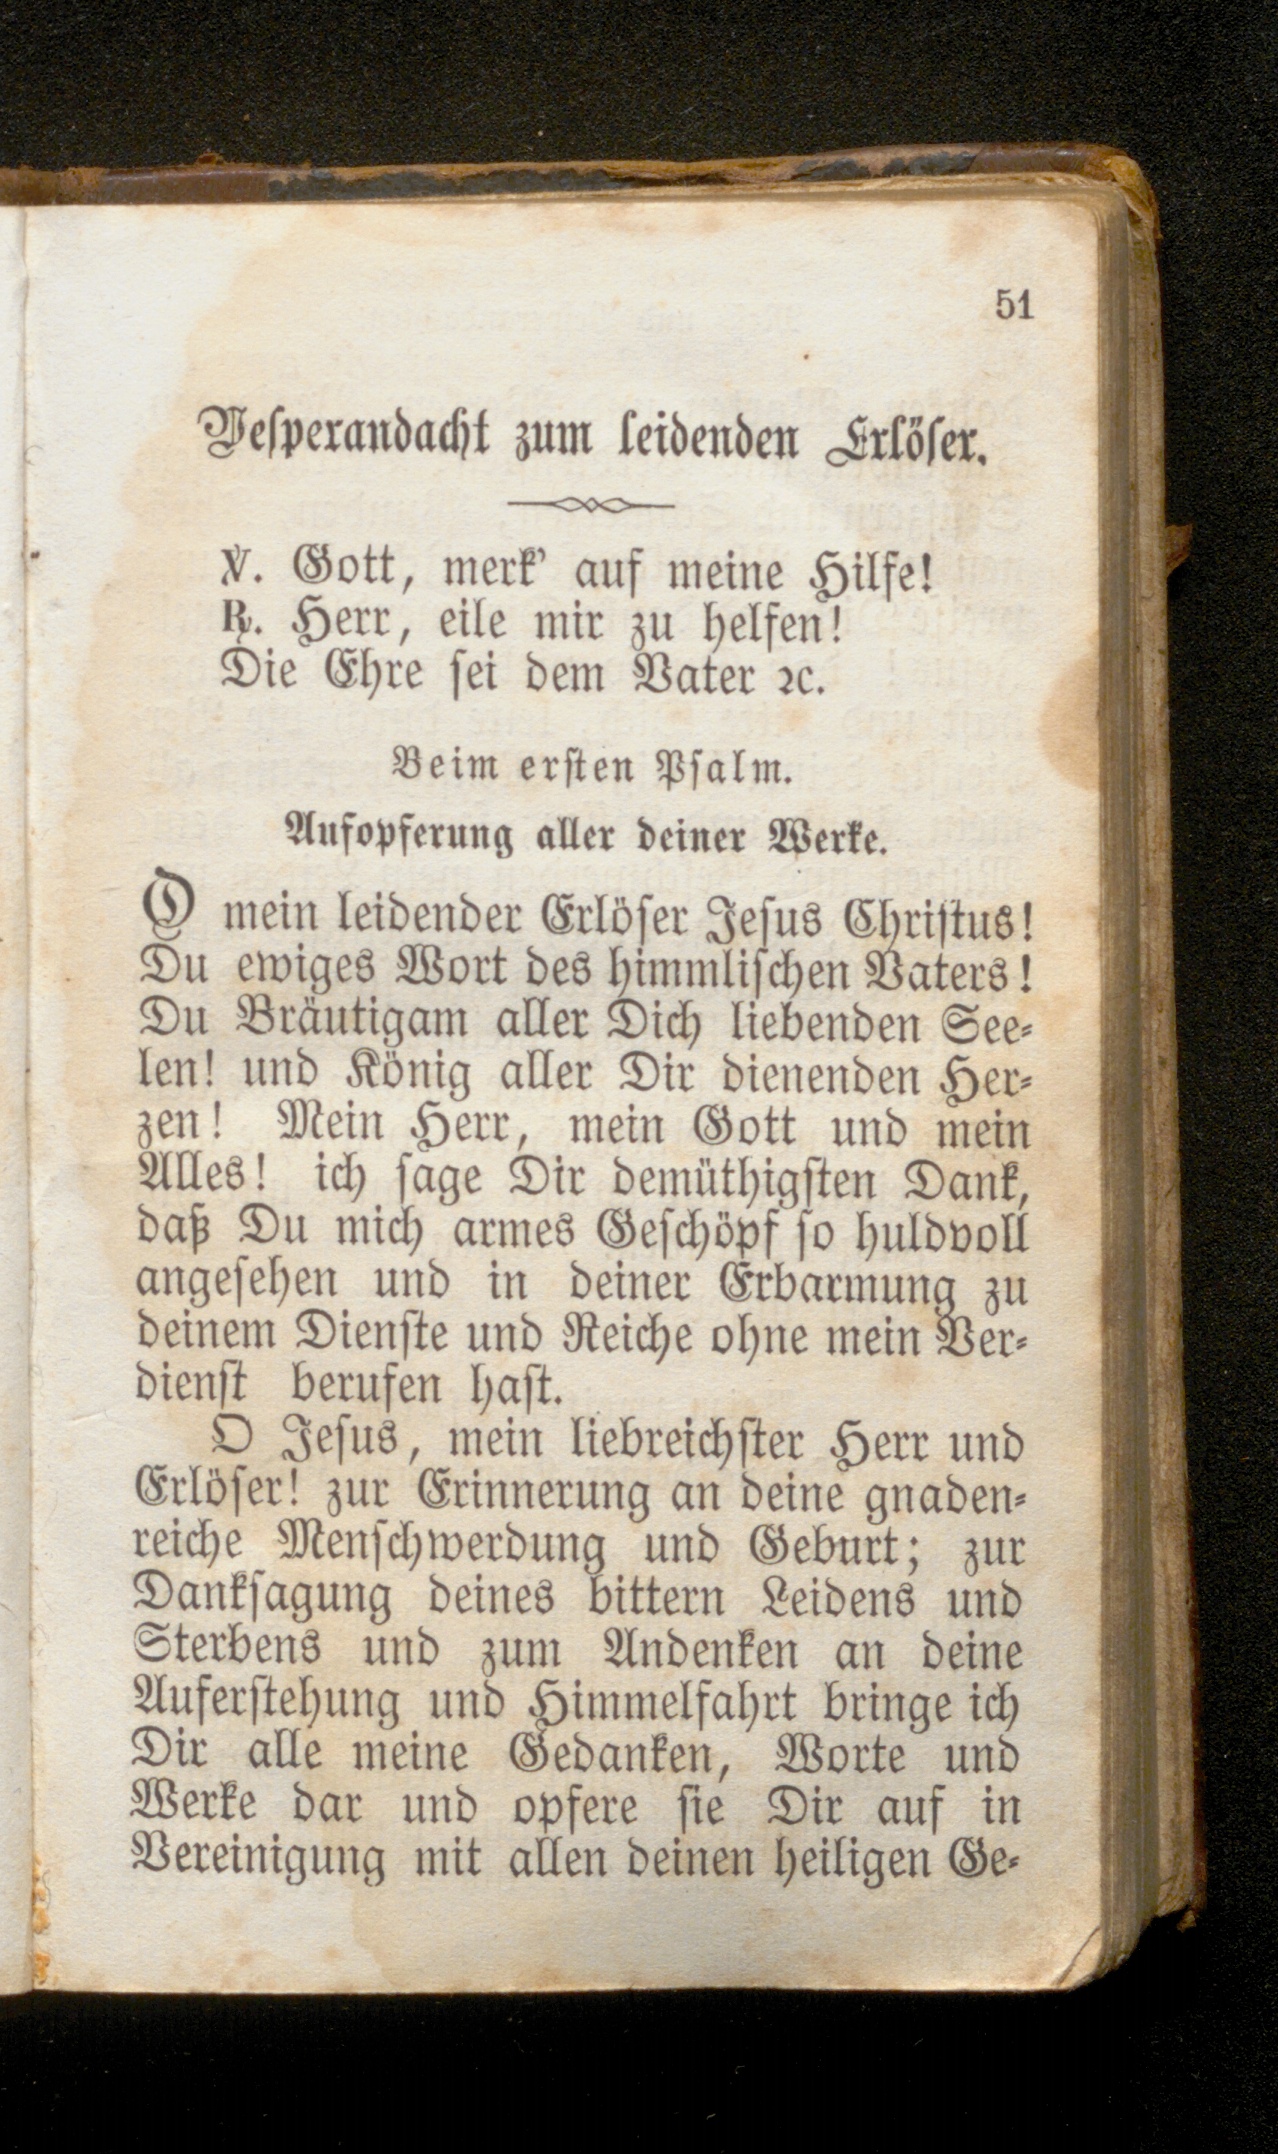 51
Vesperandacht zum leidenden Erlöser.
℣. Gott, merk' auf meine Hilfe!
℟. Herr, eile mir zu helfen!
Die Ehre sei dem Vater ꝛc.
Beim ersten Psalm.
Aufopferung aller deiner Werke.
O mein leidender Erlöser Jesus Christus!
Du ewiges Wort des himmlischen Vaters!
Du Bräutigam aller Dich liebenden See-
len! und König aller Dir dienenden Her-
zen! Mein Herr, mein Gott und mein
Alles! ich sage Dir demüthigsten Dank,
daß Du mich armes Geschöpf so huldvoll
angesehen und in deiner Erbarmung zu
deinem Dienste und Reiche ohne mein Ver-
dienst berufen hast.
O Jesus, mein liebreichster Herr und
Erlöser! zur Erinnerung an deine gnaden-
reiche Menschwerdung und Geburt; zur
Danksagung deines bittern Leidens und
Sterbens und zum Andenken an deine
Auferstehung und Himmelfahrt bringe ich
Dir alle meine Gedanken, Worte und
Werke dar und opfere sie Dir auf in
Vereinigung mit allen deinen heiligen Ge-